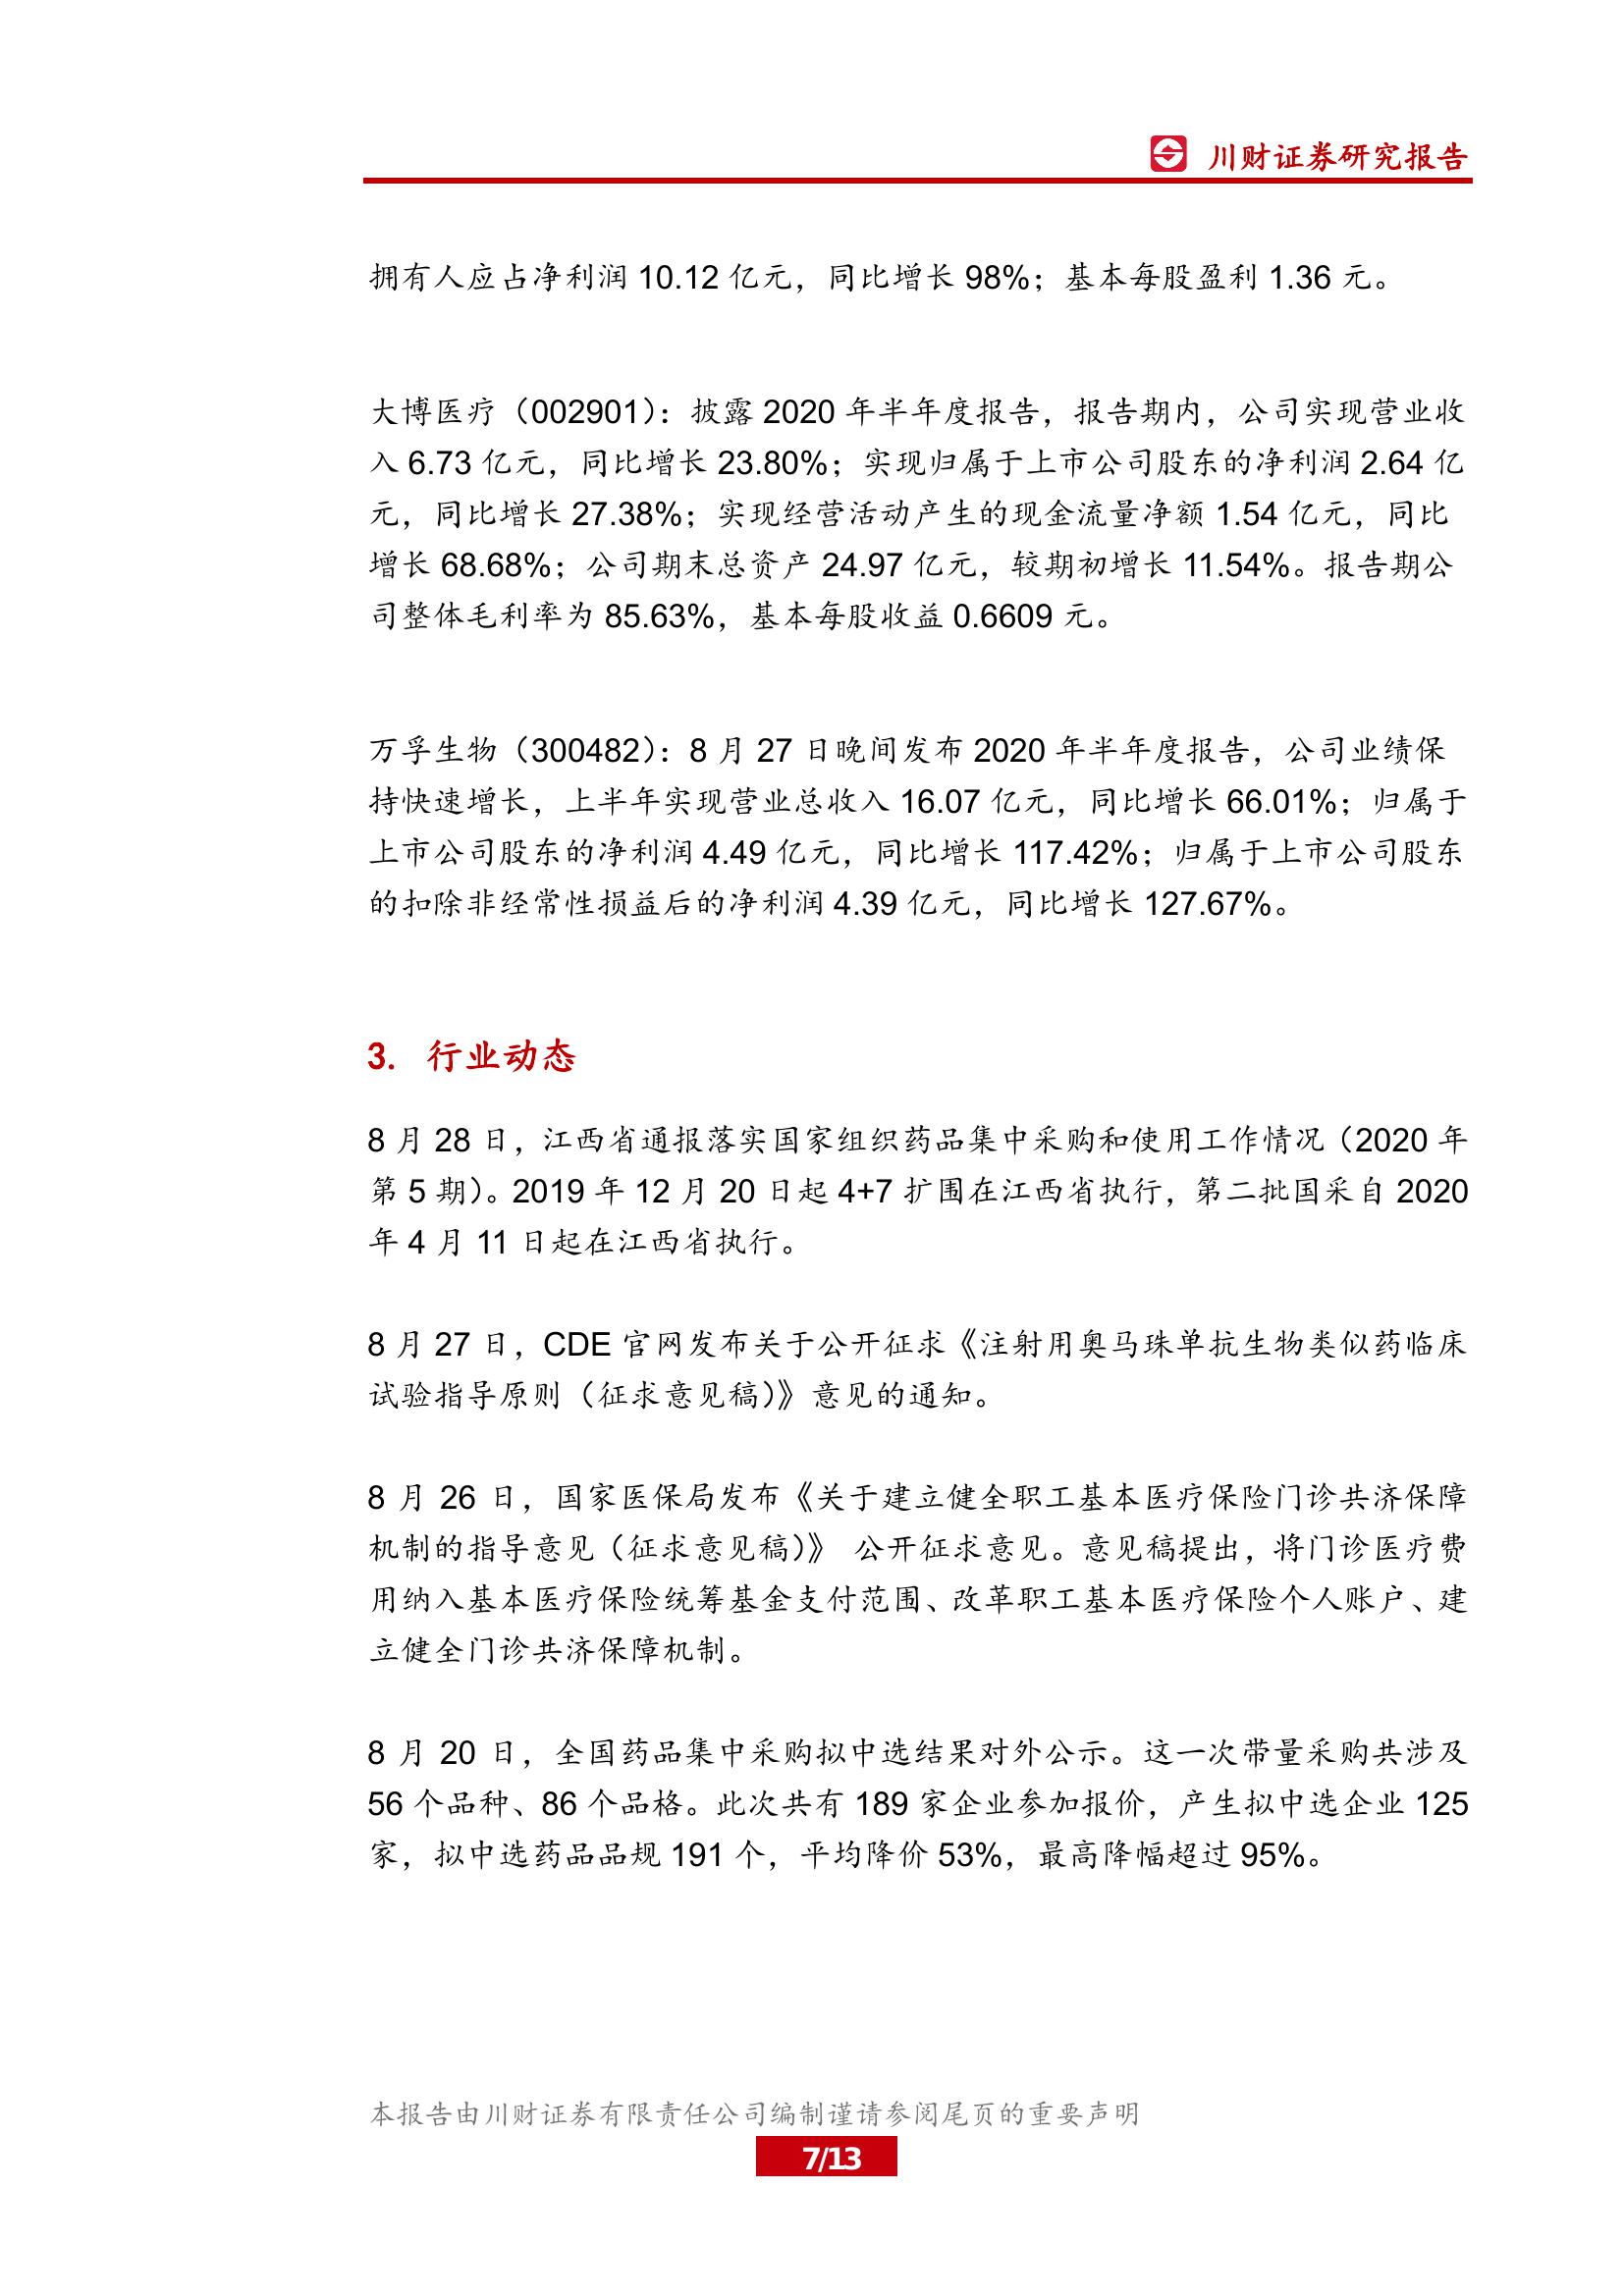 川财证券研究报告
拥有人应占净利润 10.12 亿元，同比增长 98%；基本每股盈利 1.36 元。
大博医疗（002901）：披露 2020 年半年度报告，报告期内，公司实现营业收
入 6.73 亿元，同比增长 23.80%；实现归属于上市公司股东的净利润 2.64 亿
元，同比增长 27.38%；实现经营活动产生的现金流量净额 1.54 亿元，同比
增长 68.68%；公司期末总资产 24.97 亿元，较期初增长 11.54%。报告期公
司整体毛利率为 85.63%，基本每股收益 0.6609 元。
万孚生物（300482）：8 月 27 日晚间发布 2020 年半年度报告，公司业绩保
持快速增长，上半年实现营业总收入 16.07 亿元，同比增长 66.01%；归属于
上市公司股东的净利润 4.49 亿元，同比增长 117.42%；归属于上市公司股东
的扣除非经常性损益后的净利润 4.39 亿元，同比增长 127.67%。
3. 行业动态
8 月 28 日，江西省通报落实国家组织药品集中采购和使用工作情况（2020 年
第 5 期）。2019 年 12 月 20 日起 4+7 扩围在江西省执行，第二批国采自 2020
年 4 月 11 日起在江西省执行。
8 月 27 日，CDE 官网发布关于公开征求《注射用奥马珠单抗生物类似药临床
试验指导原则（征求意见稿）》意见的通知。
8 月 26 日，国家医保局发布《关于建立健全职工基本医疗保险门诊共济保障
机制的指导意见（征求意见稿）》 公开征求意见。意见稿提出，将门诊医疗费
用纳入基本医疗保险统筹基金支付范围、改革职工基本医疗保险个人账户、建
立健全门诊共济保障机制。
8 月 20 日，全国药品集中采购拟中选结果对外公示。这一次带量采购共涉及
56 个品种、86 个品格。此次共有 189 家企业参加报价，产生拟中选企业 125
家，拟中选药品品规 191 个，平均降价 53%，最高降幅超过 95%。
本报告由川财证券有限责任公司编制谨请参阅尾页的重要声明
7/13